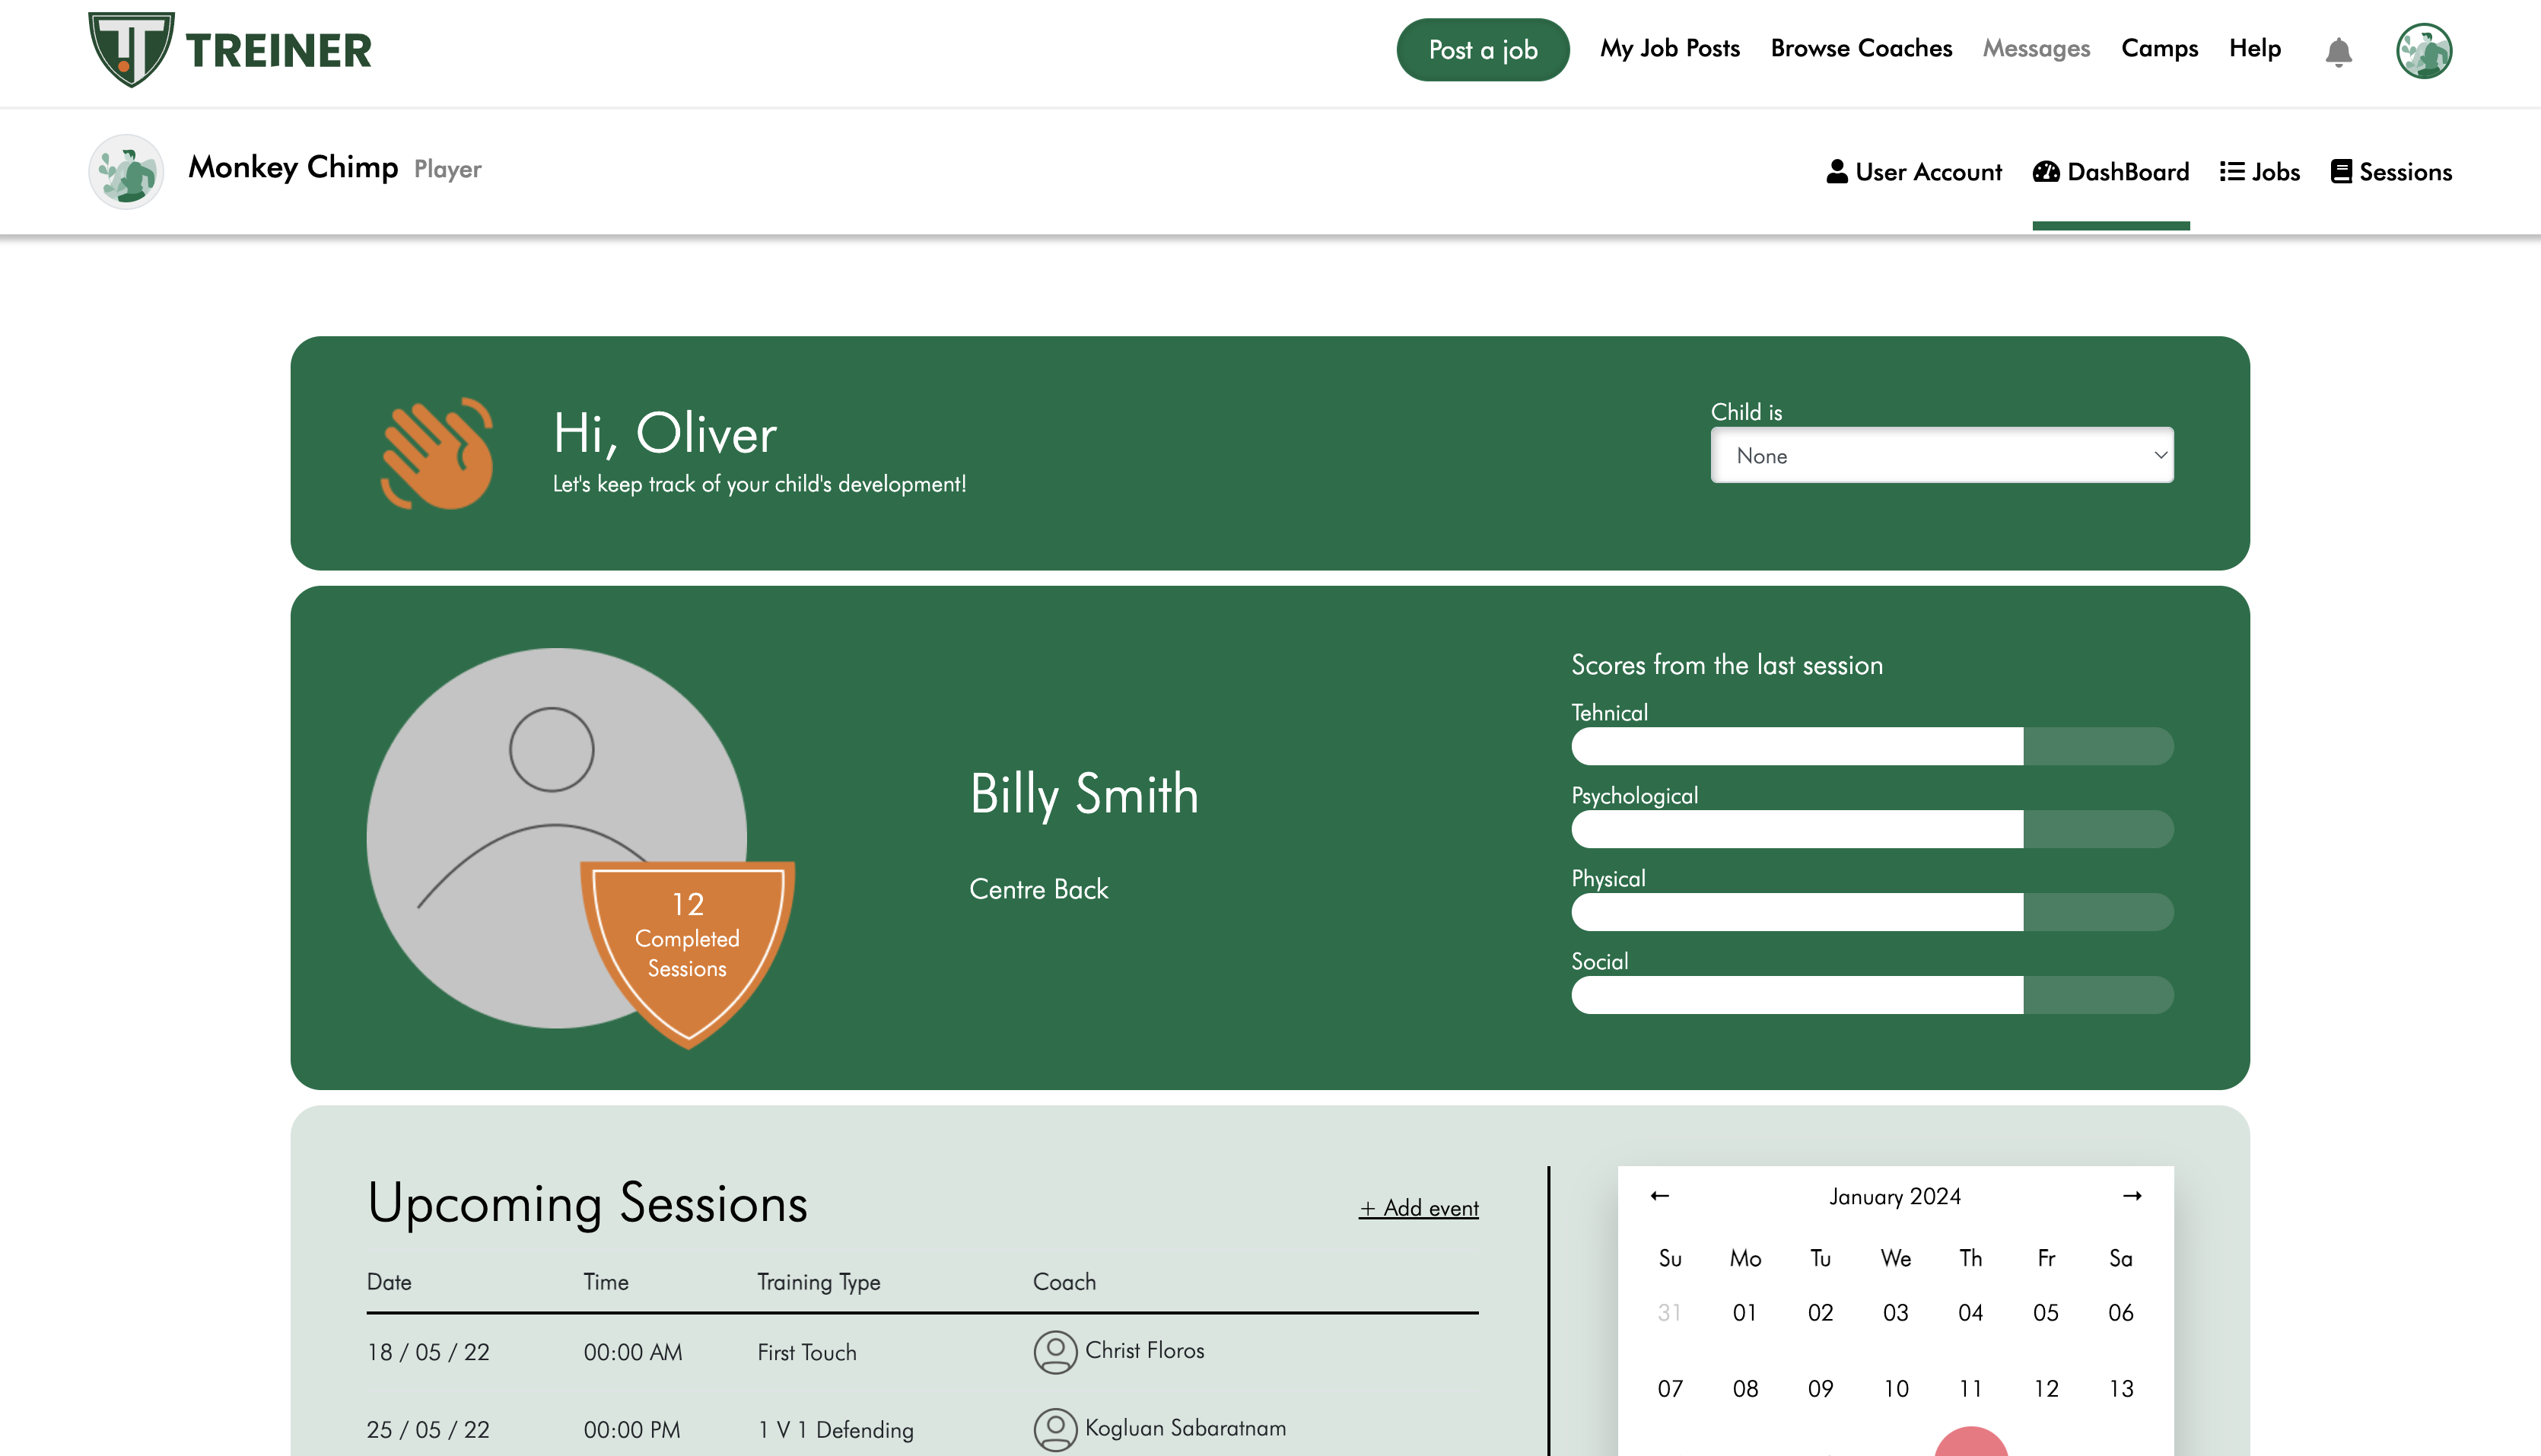 TREINER
Post a job My Job Posts Browse Coaches Messages Camps Help
Monkey Chimp Player
User Account DashBoard Jobs Sessions
Hi, Oliver
Let's keep track of your child's development!
Child is
None
Scores from the last session
Tehnical
Psychological
Physical
Social
Billy Smith
Centre Back
12
Completed
Sessions
Upcoming Sessions
+ Add event
Date Time Training Type Coach
18 / 05 / 22 00:00 AM First Touch Christ Floros
25 / 05 / 22 00:00 PM 1 V 1 Defending Kogluan Sabaratnam
← January 2024 →
Su Mo Tu We Th Fr Sa
31 01 02 03 04 05 06
07 08 09 10 11 12 13